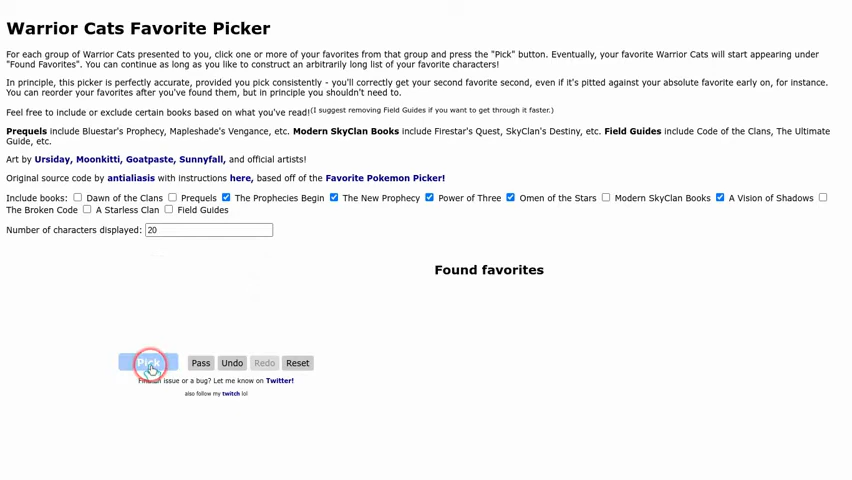 Warrior Cats Favorite Picker
For each group of Warrior Cats presented to you, click one or more of your favorites from that group and press the "Pick" button. Eventually, your favorite Warrior Cats will start appearing under
"Found Favorites". You can continue as long as you like to construct an arbitrarily long list of your favorite characters!
In principle, this picker is perfectly accurate, provided you pick consistently - you'll correctly get your second favorite second, even if it's pitted against your absolute favorite early on, for instance.
You can reorder your favorites after you've found them, but in principle you shouldn't need to.
Feel free to include or exclude certain books based on what you've read!(I suggest removing Field Guides if you want to get through it faster.)
Prequels include Bluestar's Prophecy, Mapleshade's Vengance, etc. Modern SkyClan Books include Firestar's Quest, SkyClan's Destiny, etc. Field Guides include Code of the Clans, The Ultimate
Guide, etc.
Art by Ursiday, Moonkitti, Goatpaste, Sunnyfall, and official artists!
Original source code by antialiasis with instructions here, based off of the Favorite Pokemon Picker!
Include books: Dawn of the Clans Prequels The Prophecies Begin The New Prophecy Power of Three Omen of the Stars Modern SkyClan Books A Vision of Shadows
The Broken Code A Starless Clan Field Guides
Number of characters displayed: 20
Found favorites
Pick Pass Undo Redo Reset
Find an issue or a bug? Let me know on Twitter!
also follow my twitch lol